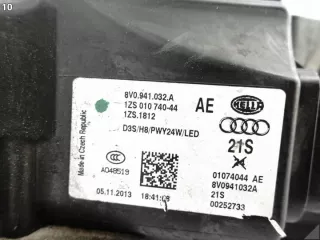 10
8V0.941.032.A
1ZS 010 740-44
1ZS.1812
AE
HELLA
D3S/H8/PWY24W/LED
21S
Made in Czech Republic
CCC
A048519
01074044 AE
8V0941032A
21S
05.11.2013 18:41:08
00252733